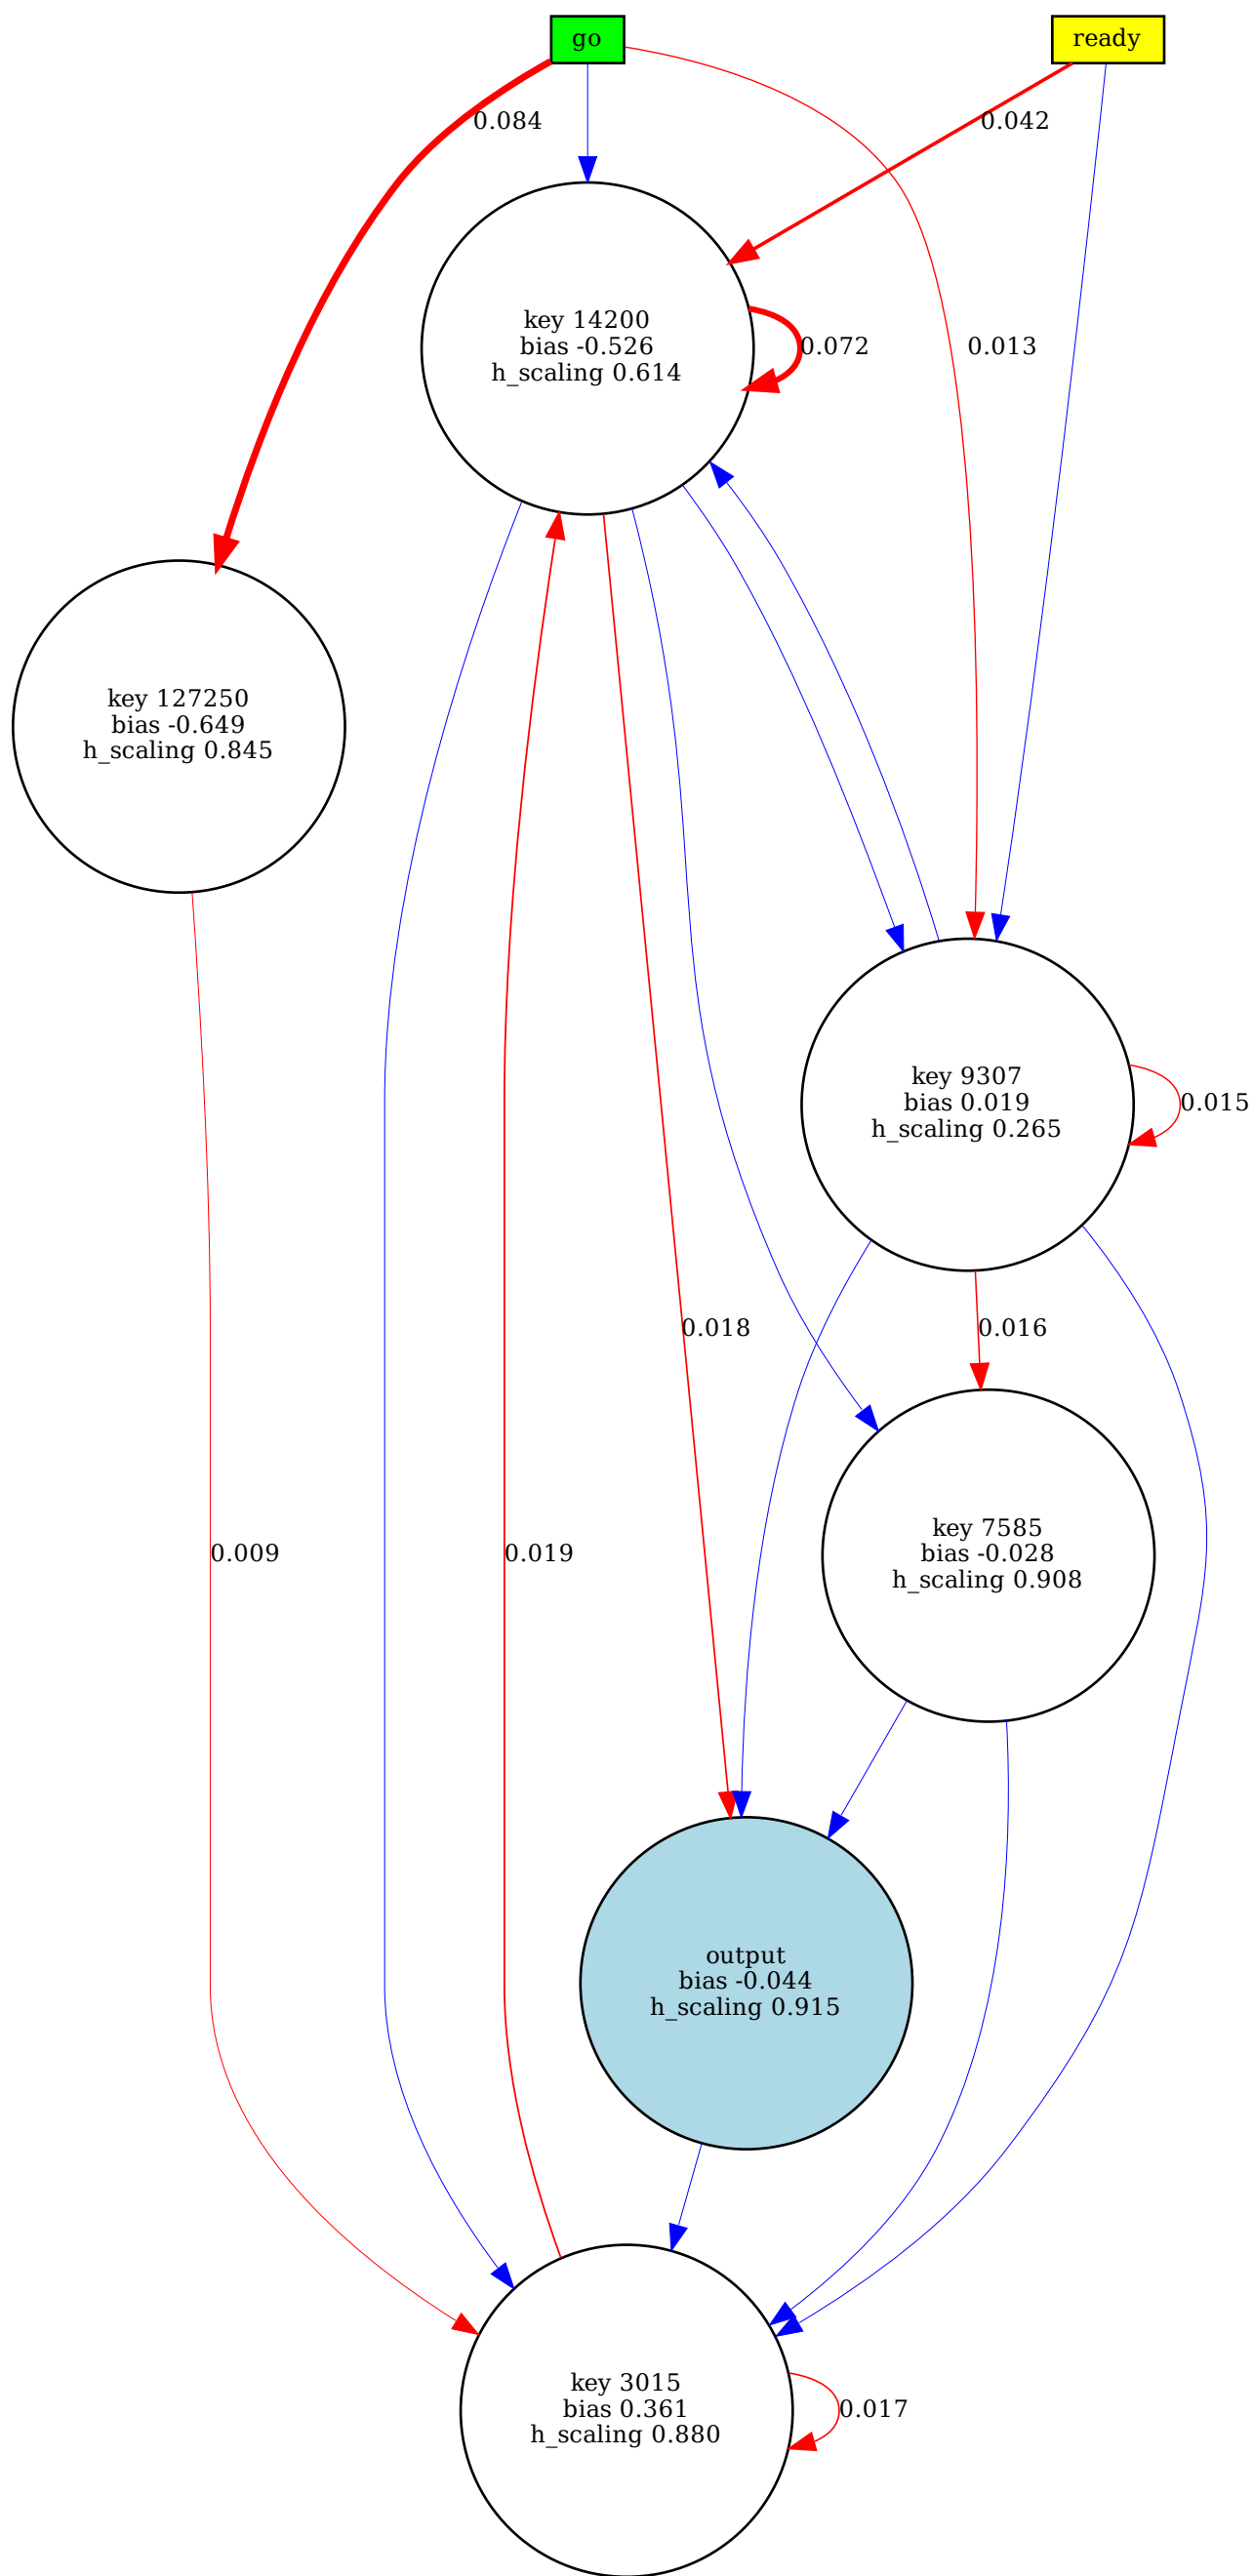 go
ready
0.084
0.042
key 14200
bias -0.526
h_scaling 0.614
0.072
0.013
key 127250
bias -0.649
h_scaling 0.845
key 9307
bias 0.019
h_scaling 0.265
0.015
0.018
0.016
key 7585
bias -0.028
h_scaling 0.908
0.009
0.019
output
bias -0.044
h_scaling 0.915
key 3015
bias 0.361
h_scaling 0.880
0.017